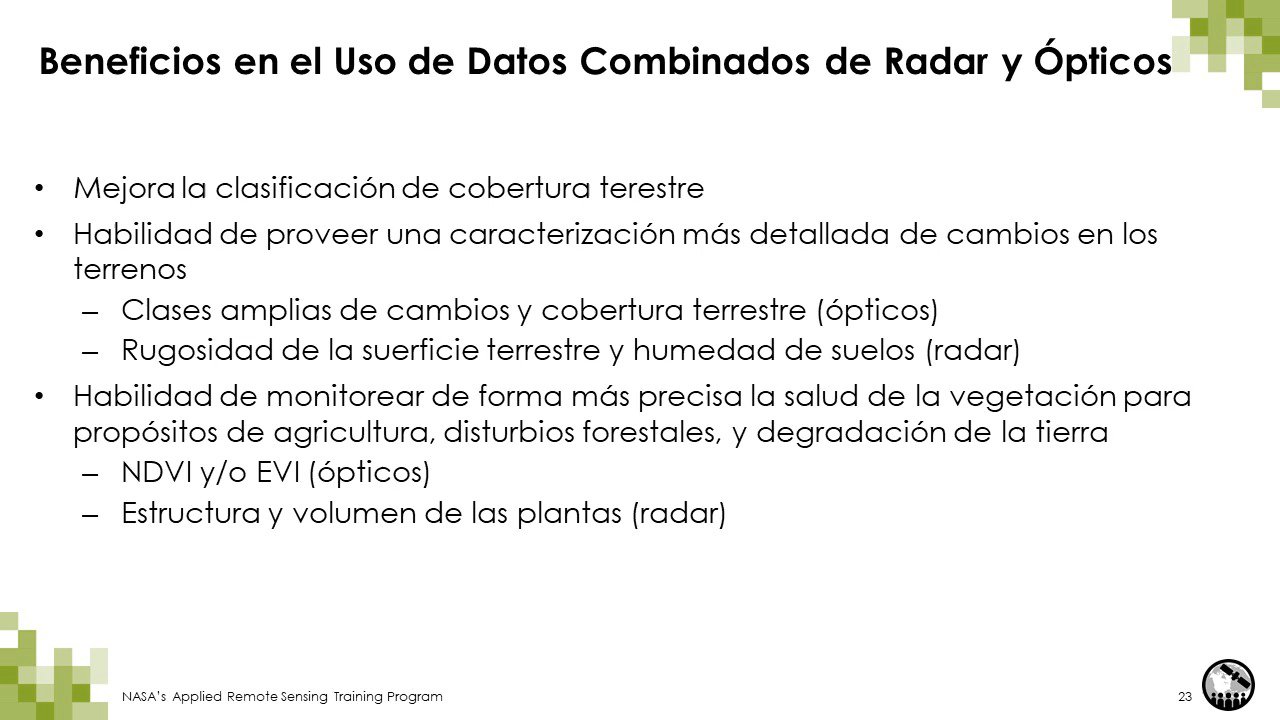 Beneficios en el Uso de Datos Combinados de Radar y Ópticos
• Mejora la clasificación de cobertura terestre
• Habilidad de proveer una caracterización más detallada de cambios en los
terrenos
– Clases amplias de cambios y cobertura terrestre (ópticos)
– Rugosidad de la suerficie terrestre y humedad de suelos (radar)
• Habilidad de monitorear de forma más precisa la salud de la vegetación para
propósitos de agricultura, disturbios forestales, y degradación de la tierra
– NDVI y/o EVI (ópticos)
– Estructura y volumen de las plantas (radar)
NASA's Applied Remote Sensing Training Program
23